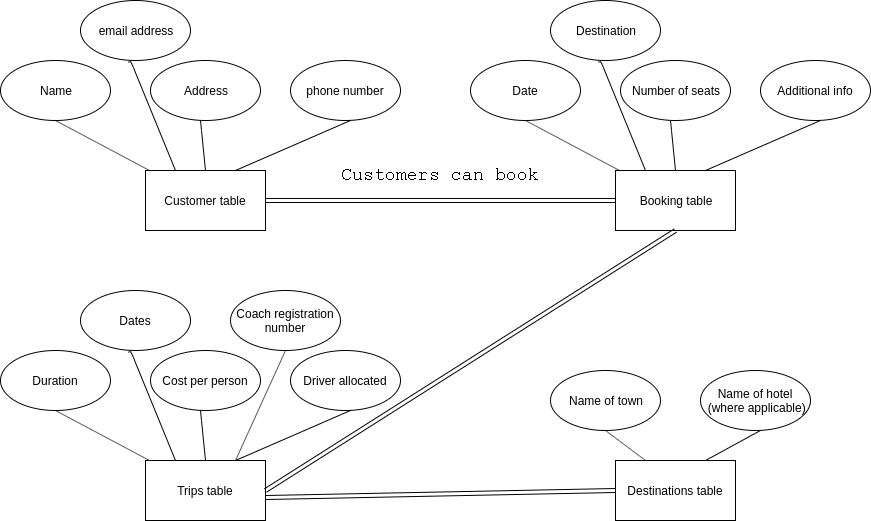 email address
Destination
Name
Address
phone number
Date
Number of seats
Additional info
Customers can book
Customer table
Booking table
Dates
Coach registration
number
Duration
Cost per person
Driver allocated
Name of town
Name of hotel
(where applicable)
Trips table
Destinations table